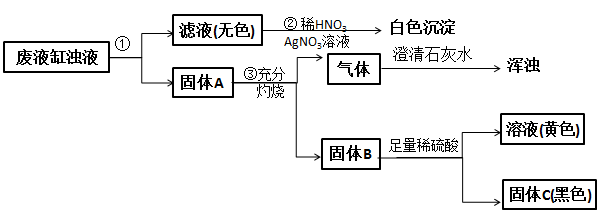 废液缸浊液
①
滤液(无色)
②稀HNO₃
AgNO₃溶液
白色沉淀
固体A
③充分
灼烧
气体
澄清石灰水
浑浊
固体B
足量稀硫酸
溶液(黄色)
固体C(黑色)